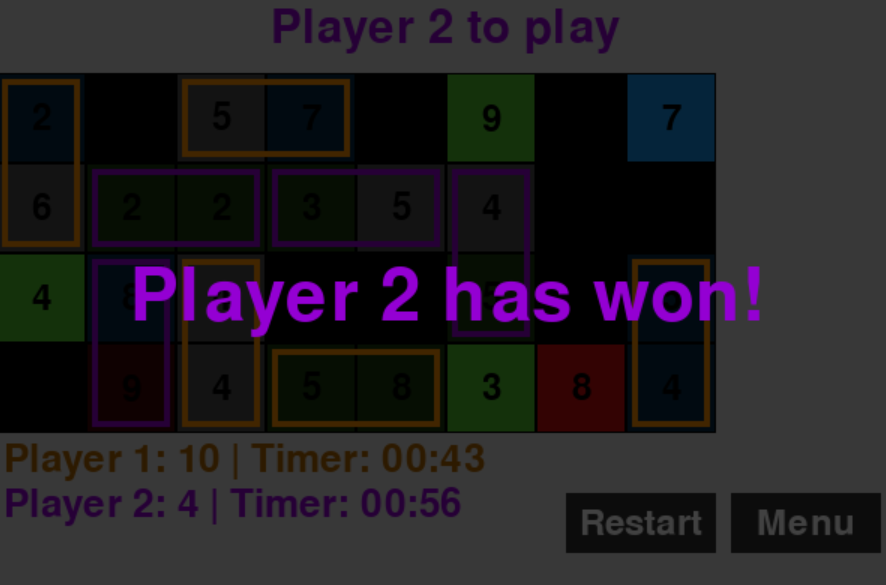 Player 2 to play
2 5 7 9 7
6 2 2 3 5 4
4
Player 2 has won!
9 4 5 8 3 8 4
Player 1: 10 | Timer: 00:43
Player 2: 4 | Timer: 00:56
Restart Menu